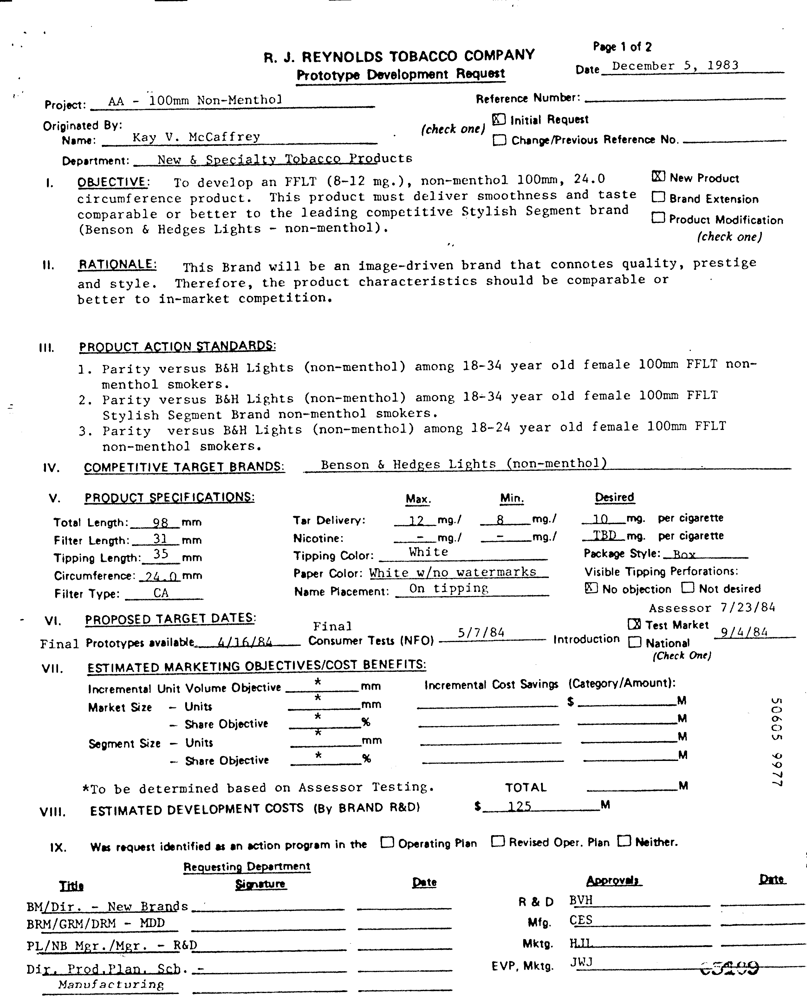 Page 1 of 2
R. J. REYNOLDS TOBACCO COMPANY
Prototype Development Request
Date December 5, 1983
Project: AA - 100mm Non-Menthol
Reference Number:
Originated By:
Name: Kay V. McCaffrey
(check one) [X] Initial Request
[ ] Change/Previous Reference No.
Department: New & Specialty Tobacco Products
I. OBJECTIVE: To develop an FFLT (8-12 mg.), non-menthol 100mm, 24.0 [X] New Product
circumference product. This product must deliver smoothness and taste [ ] Brand Extension
comparable or better to the leading competitive Stylish Segment brand [ ] Product Modification
(Benson & Hedges Lights - non-menthol). (check one)
II. RATIONALE: This Brand will be an image-driven brand that connotes quality, prestige
and style. Therefore, the product characteristics should be comparable or
better to in-market competition.
III. PRODUCT ACTION STANDARDS:
1. Parity versus B&H Lights (non-menthol) among 18-34 year old female 100mm FFLT non-
menthol smokers.
2. Parity versus B&H Lights (non-menthol) among 18-34 year old female 100mm FFLT
Stylish Segment Brand non-menthol smokers.
3. Parity versus B&H Lights (non-menthol) among 18-24 year old female 100mm FFLT
non-menthol smokers.
IV. COMPETITIVE TARGET BRANDS: Benson & Hedges Lights (non-menthol)
V. PRODUCT SPECIFICATIONS: Max. Min. Desired
Total Length: 98 mm Tar Delivery: 12 mg./ 8 mg./ 10 mg. per cigarette
Filter Length: 31 mm Nicotine: - mg./ - mg./ TBD mg. per cigarette
Tipping Length: 35 mm Tipping Color: White Package Style: Box
Circumference: 24.0 mm Paper Color: White w/no watermarks Visible Tipping Perforations:
Filter Type: CA Name Placement: On tipping [X] No objection [ ] Not desired
Assessor 7/23/84
VI. PROPOSED TARGET DATES: Final [X] Test Market
Final Prototypes available 4/16/84 Consumer Tests (NFO) 5/7/84 Introduction [ ] National 9/4/84
(Check One)
VII. ESTIMATED MARKETING OBJECTIVES/COST BENEFITS:
Incremental Unit Volume Objective * mm Incremental Cost Savings (Category/Amount):
Market Size - Units * mm $ M
- Share Objective * % M
Segment Size - Units * mm M
- Share Objective * % M
*To be determined based on Assessor Testing. TOTAL M
VIII. ESTIMATED DEVELOPMENT COSTS (By BRAND R&D) $ 125 M
IX. Was request identified as an action program in the [ ] Operating Plan [ ] Revised Oper. Plan [ ] Neither.
Requesting Department
Title Signature Date Approvals Date
BM/Dir. - New Brands R & D BVH
BRM/GRM/DRM - MDD Mfg. CES
PL/NB Mgr./Mgr. - R&D Mktg. HJL
Dir. Prod.Plan. Sch. - EVP, Mktg. JWJ
Manufacturing
50605 9977